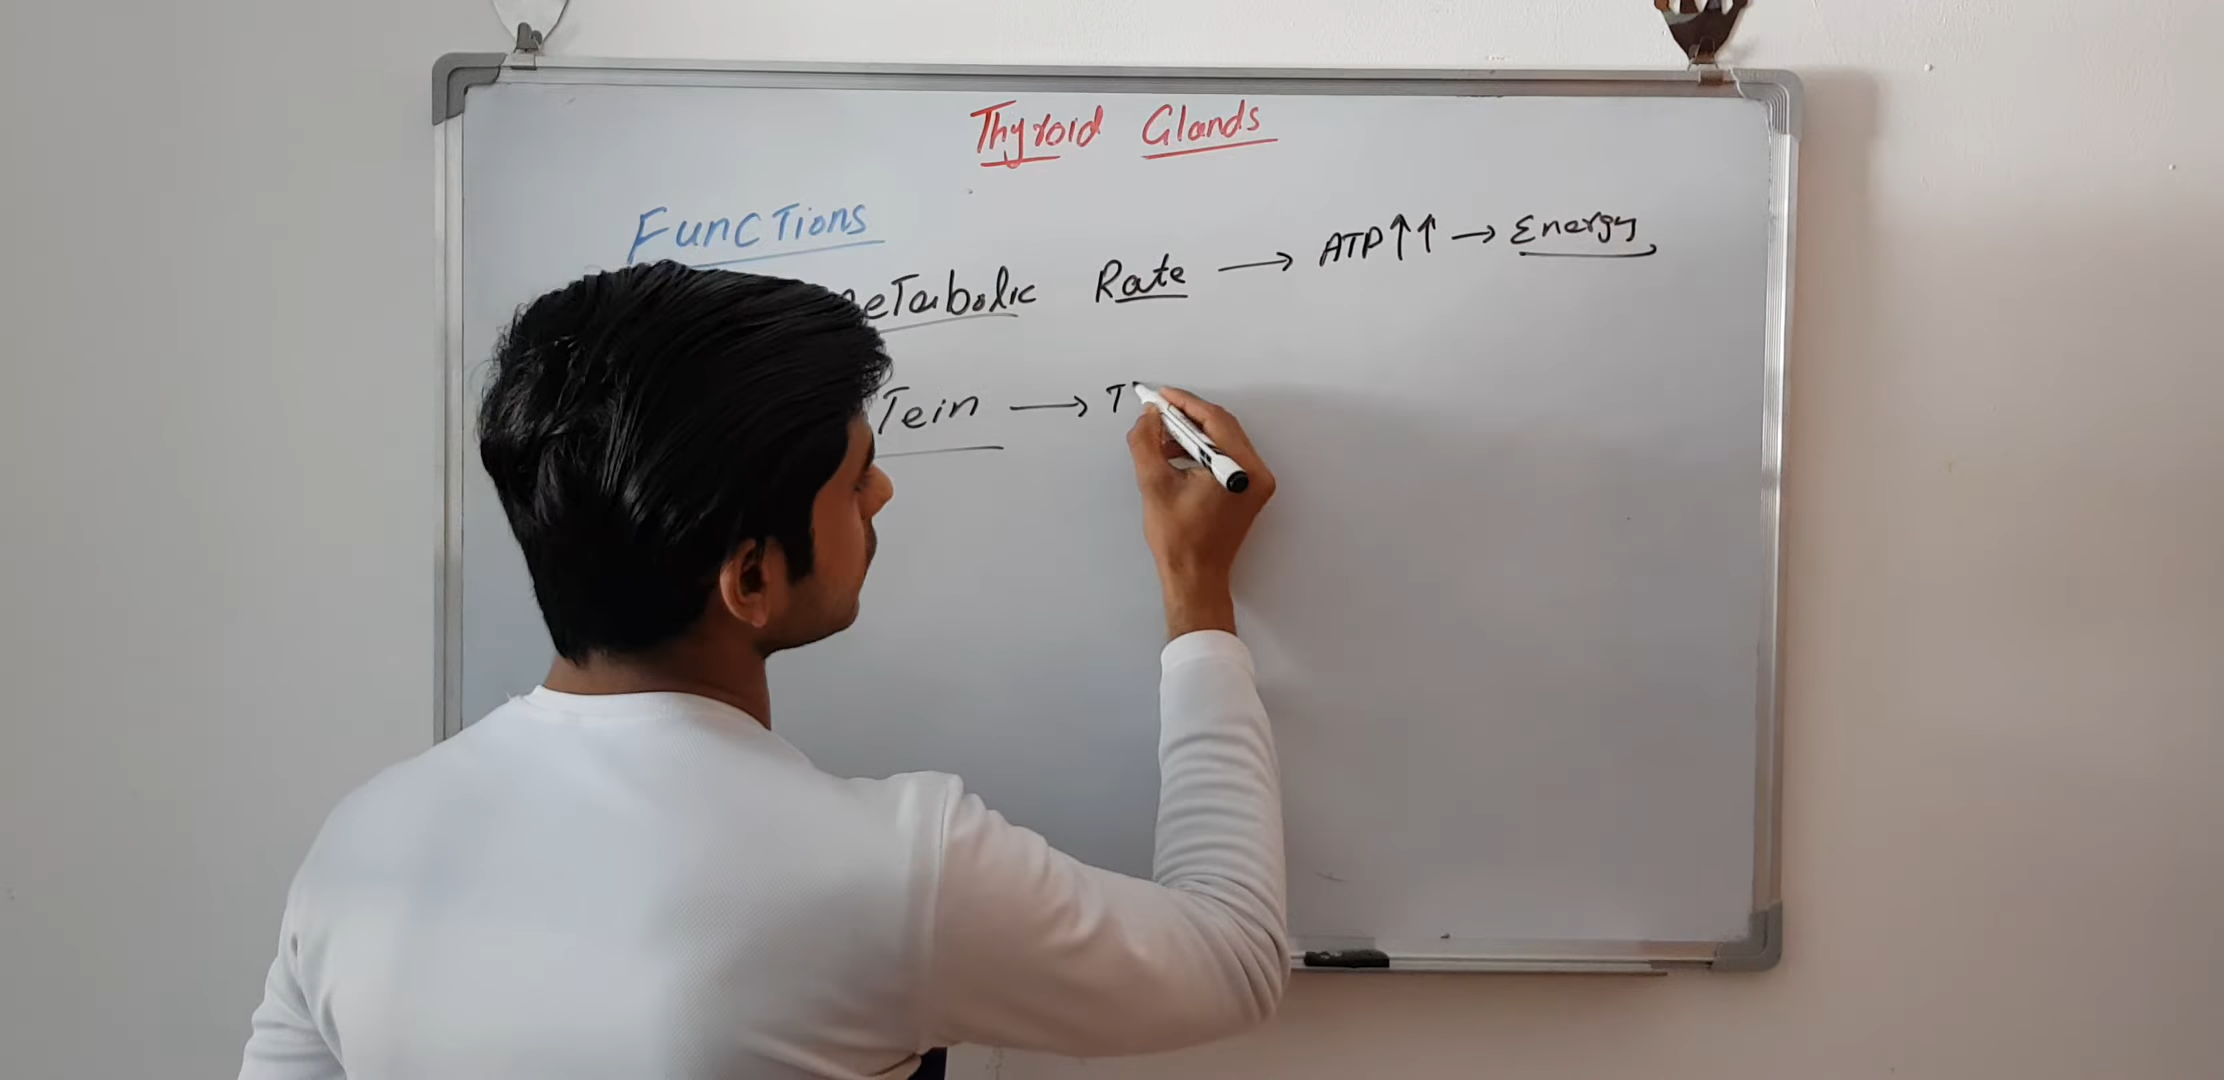 Thyroid Glands
Functions
eTabolic Rate → ATP↑↑ → Energy
Tein → T